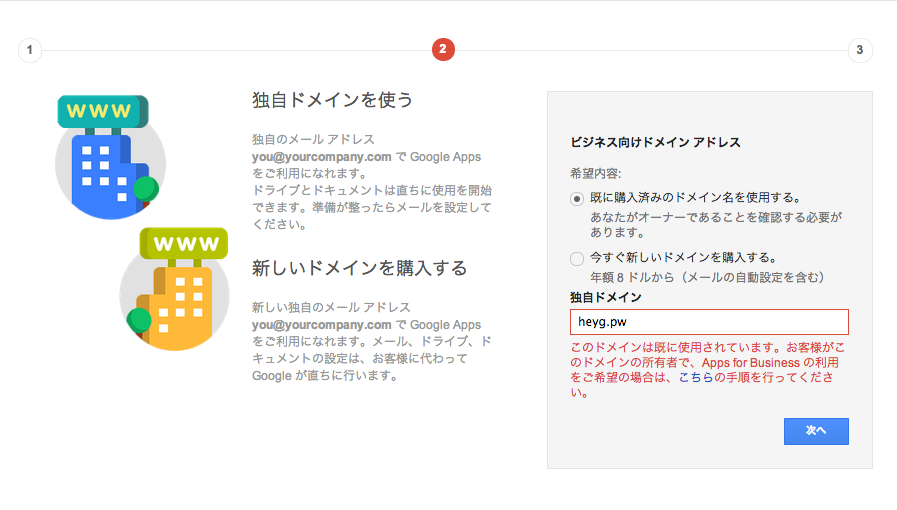 1
2
3
WWW
独自ドメインを使う
独自のメール アドレス
you@yourcompany.com で Google Apps
をご利用になれます。
ドライブとドキュメントは直ちに使用を開始
できます。準備が整ったらメールを設定して
ください。
WWW
新しいドメインを購入する
新しい独自のメール アドレス
you@yourcompany.com で Google Apps
をご利用になれます。メール、ドライブ、ド
キュメントの設定は、お客様に代わって
Google が直ちに行います。
ビジネス向けドメイン アドレス
希望内容:
既に購入済みのドメイン名を使用する。
あなたがオーナーであることを確認する必要が
あります。
今すぐ新しいドメインを購入する。
年額 8 ドルから（メールの自動設定を含む）
独自ドメイン
heyg.pw
このドメインは既に使用されています。お客様がこ
のドメインの所有者で、Apps for Business の利用
をご希望の場合は、こちらの手順を行ってくださ
い。
次へ